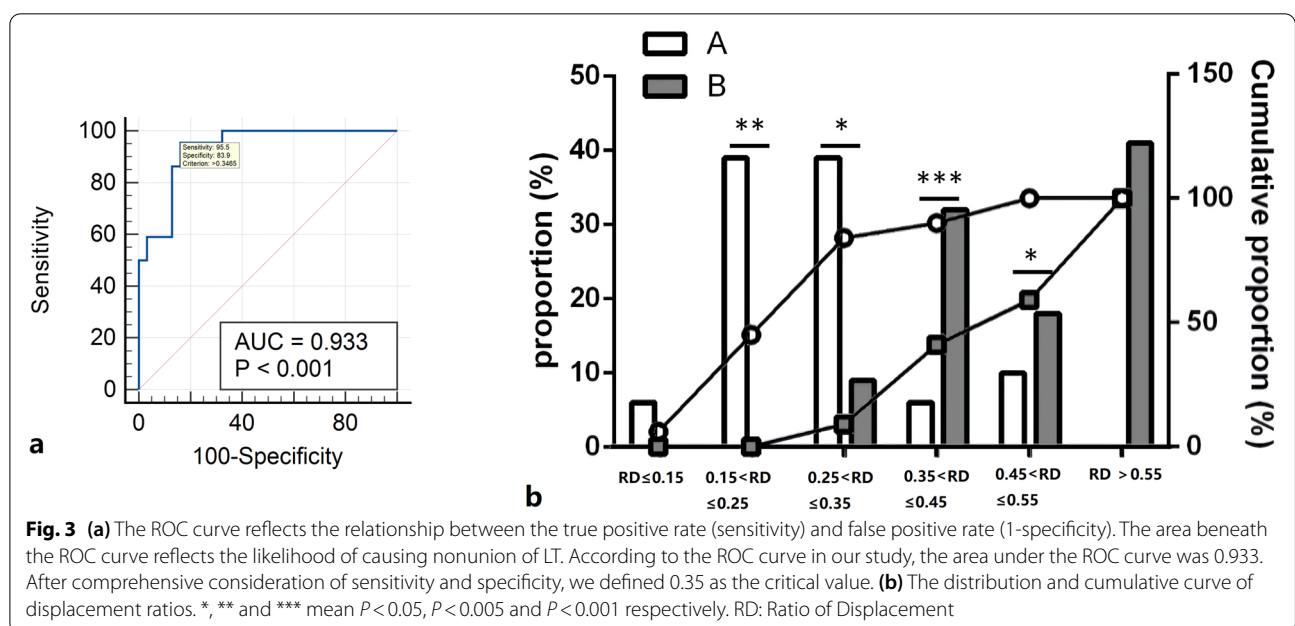 100
80
60
40
20
0
Sensitivity
Sensitivity: 95.5
Specificity: 83.9
Criterion: >0.3465
AUC = 0.933
P < 0.001
0 40 80
100-Specificity
a
A
B
50
40
30
20
10
0
proportion (%)
** * *** *
150
100
50
0
Cumulative proportion (%)
RD≤0.15 0.15<RD 0.25<RD 0.35<RD 0.45<RD RD >0.55
≤0.25 ≤0.35 ≤0.45 ≤0.55
b
Fig. 3 (a) The ROC curve reflects the relationship between the true positive rate (sensitivity) and false positive rate (1-specificity). The area beneath
the ROC curve reflects the likelihood of causing nonunion of LT. According to the ROC curve in our study, the area under the ROC curve was 0.933.
After comprehensive consideration of sensitivity and specificity, we defined 0.35 as the critical value. (b) The distribution and cumulative curve of
displacement ratios. *, ** and *** mean P < 0.05, P < 0.005 and P < 0.001 respectively. RD: Ratio of Displacement